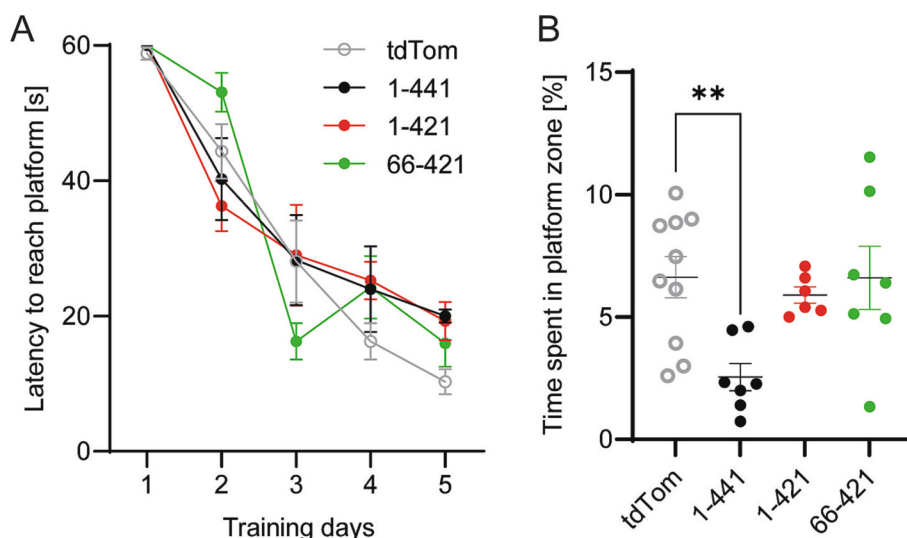 A
Latency to reach platform [s]
60
40
20
0
1 2 3 4 5
Training days
tdTom
1-441
1-421
66-421
B
Time spent in platform zone [%]
15
10
5
0
**
tdTom
1-441
1-421
66-421